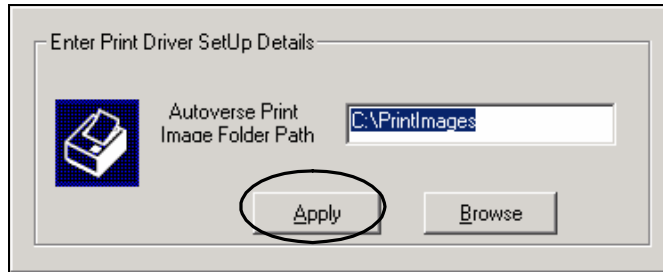 Enter Print Driver SetUp Details
Autoverse Print
Image Folder Path
C:\PrintImages
Apply
Browse